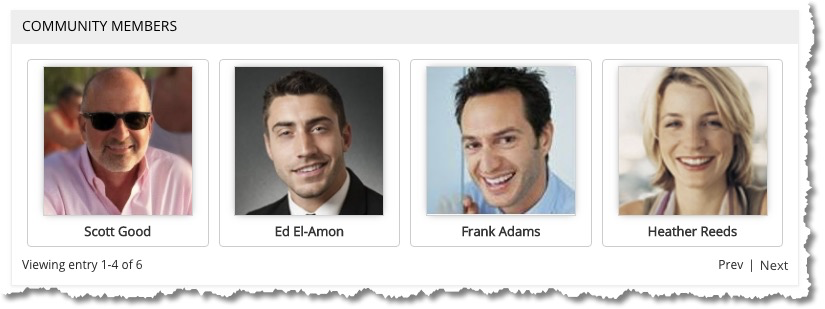 COMMUNITY MEMBERS
Scott Good
Ed El-Amon
Frank Adams
Heather Reeds
Viewing entry 1-4 of 6
Prev | Next